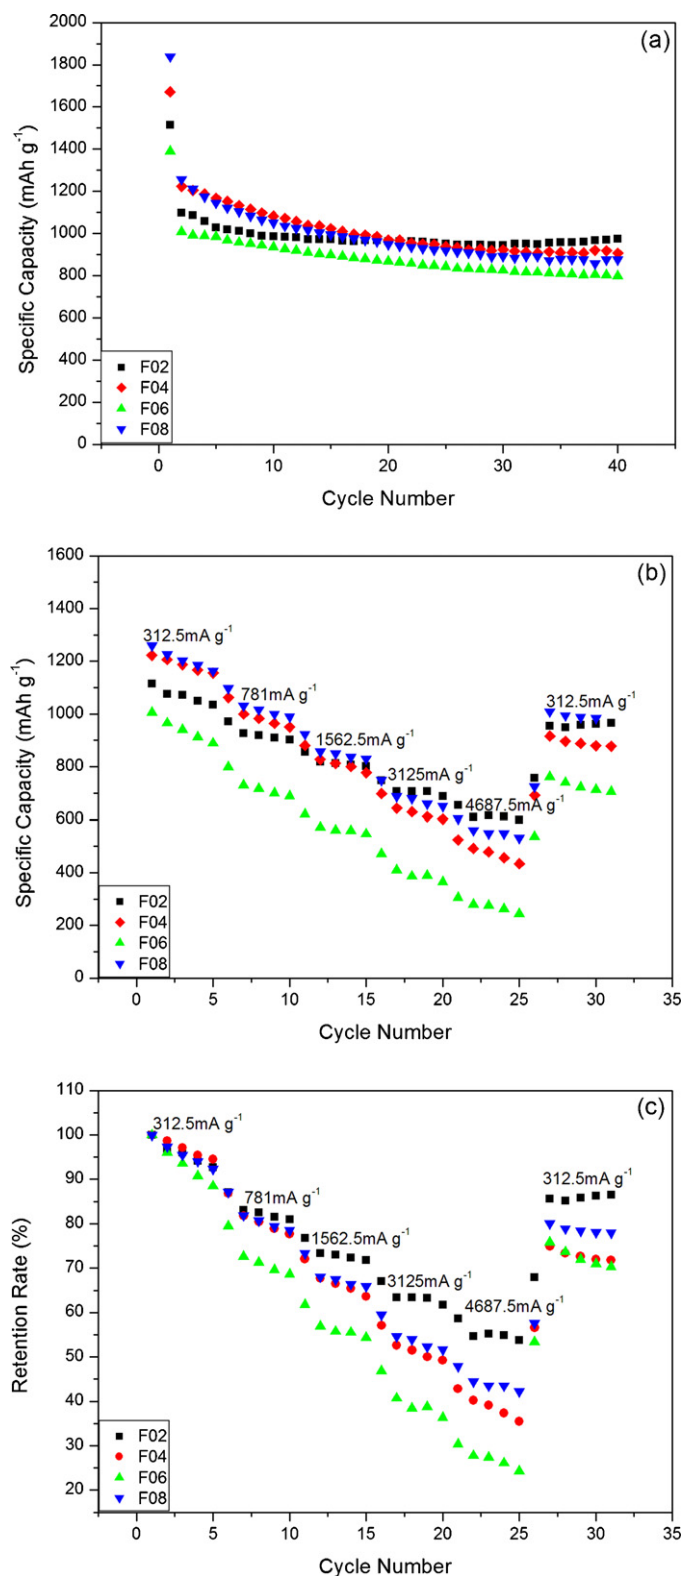 (a)
2000
1800
1600
1400
1200
1000
800
600
400
200
0
Specific Capacity (mAh g⁻¹)
F02
F04
F06
F08
0 10 20 30 40
Cycle Number
(b)
1600
1400
1200
1000
800
600
400
200
0
Specific Capacity (mAh g⁻¹)
312.5mA g⁻¹
781mA g⁻¹
1562.5mA g⁻¹
3125mA g⁻¹
4687.5mA g⁻¹
312.5mA g⁻¹
F02
F04
F06
F08
0 5 10 15 20 25 30 35
Cycle Number
(c)
110
100
90
80
70
60
50
40
30
20
Retention Rate (%)
312.5mA g⁻¹
781mA g⁻¹
1562.5mA g⁻¹
3125mA g⁻¹
4687.5mA g⁻¹
312.5mA g⁻¹
F02
F04
F06
F08
0 5 10 15 20 25 30 35
Cycle Number